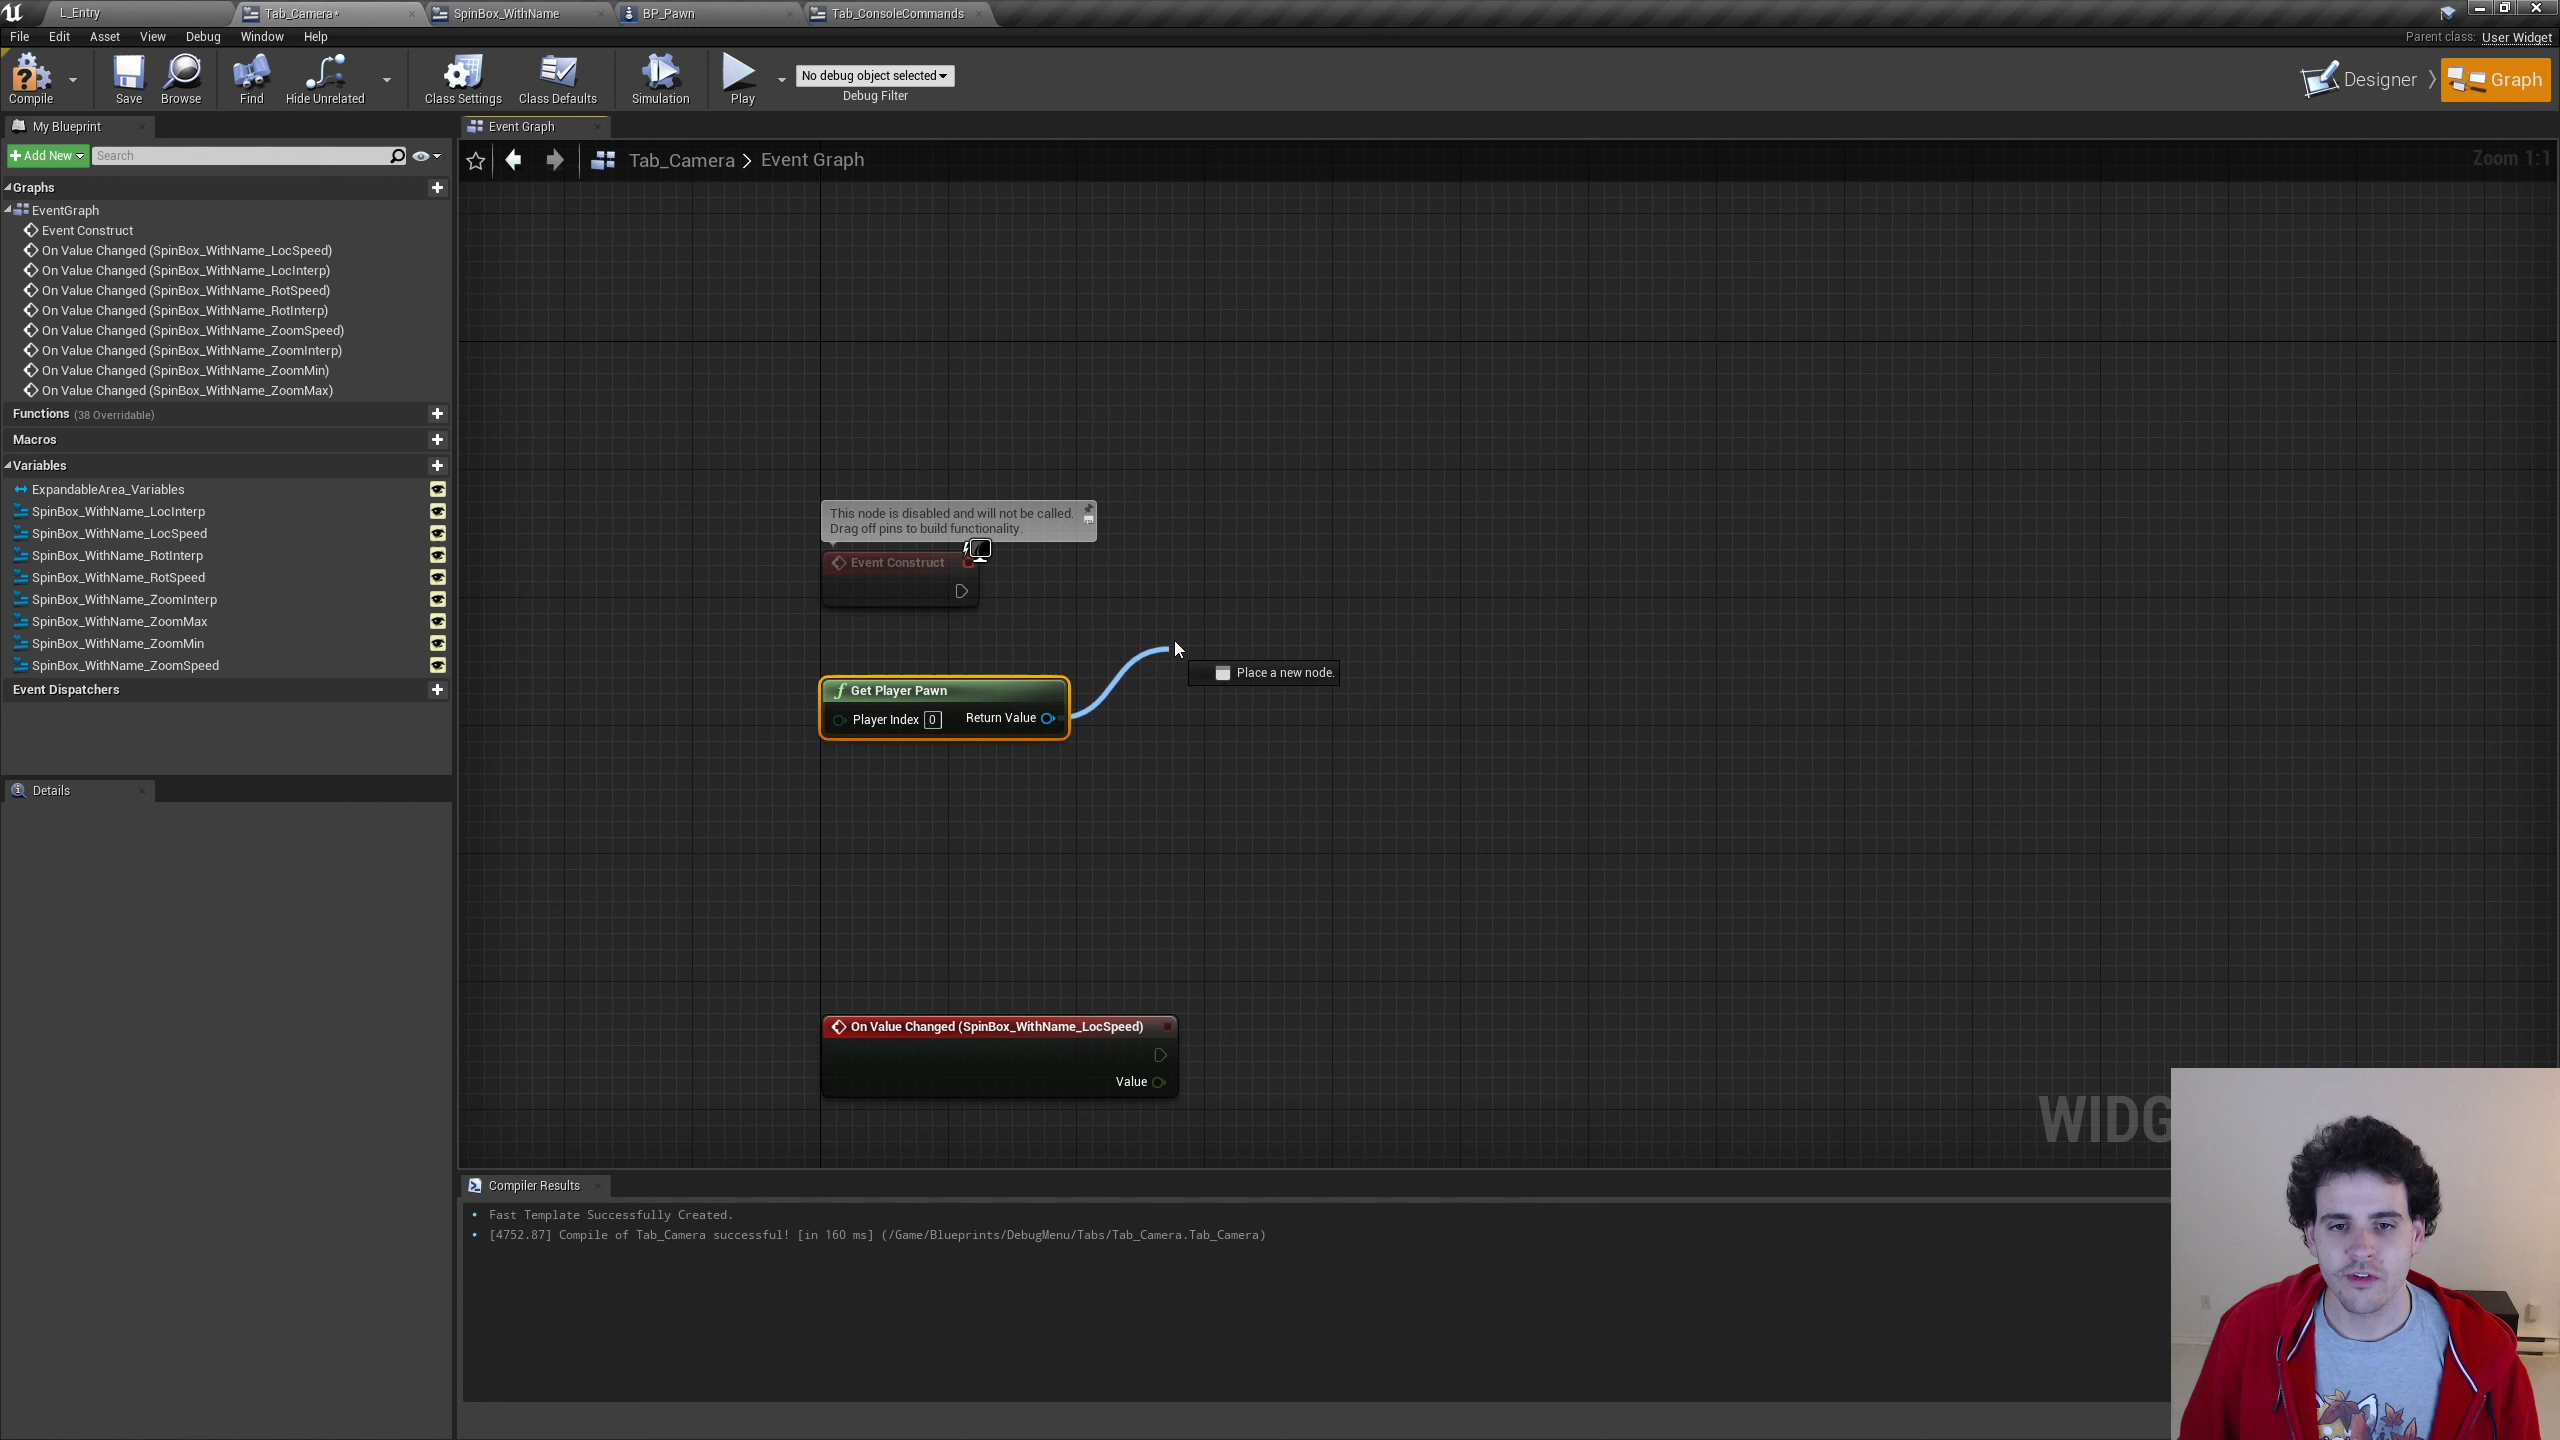 L_Entry
Tab_Camera*
SpinBox_WithName
BP_Pawn
Tab_ConsoleCommands
File
Edit
Asset
View
Debug
Window
Help
Parent class:
User Widget
Compile
Save
Browse
Find
Hide Unrelated
Class Settings
Class Defaults
Simulation
Play
No debug object selected
Debug Filter
Designer
Graph
My Blueprint
Add New
Search
Graphs
EventGraph
Event Construct
On Value Changed (SpinBox_WithName_LocSpeed)
On Value Changed (SpinBox_WithName_LocInterp)
On Value Changed (SpinBox_WithName_RotSpeed)
On Value Changed (SpinBox_WithName_RotInterp)
On Value Changed (SpinBox_WithName_ZoomSpeed)
On Value Changed (SpinBox_WithName_ZoomInterp)
On Value Changed (SpinBox_WithName_ZoomMin)
On Value Changed (SpinBox_WithName_ZoomMax)
Functions (38 Overridable)
Macros
Variables
ExpandableArea_Variables
SpinBox_WithName_LocInterp
SpinBox_WithName_LocSpeed
SpinBox_WithName_RotInterp
SpinBox_WithName_RotSpeed
SpinBox_WithName_ZoomInterp
SpinBox_WithName_ZoomMax
SpinBox_WithName_ZoomMin
SpinBox_WithName_ZoomSpeed
Event Dispatchers
Details
Event Graph
Tab_Camera > Event Graph
Zoom 1:1
This node is disabled and will not be called.
Drag off pins to build functionality.
Event Construct
Place a new node.
Get Player Pawn
Player Index 0
Return Value
On Value Changed (SpinBox_WithName_LocSpeed)
Value
WIDG
Compiler Results
• Fast Template Successfully Created.
• [4752.87] Compile of Tab_Camera successful! [in 160 ms] (/Game/Blueprints/DebugMenu/Tabs/Tab_Camera.Tab_Camera)